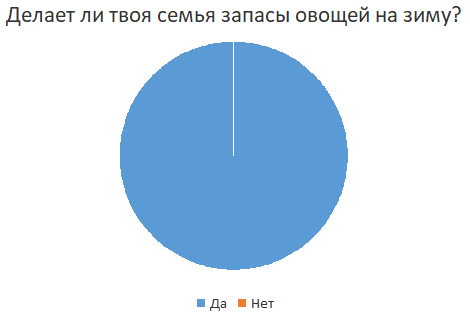 Делает ли твоя семья запасы овощей на зиму?
Да Нет